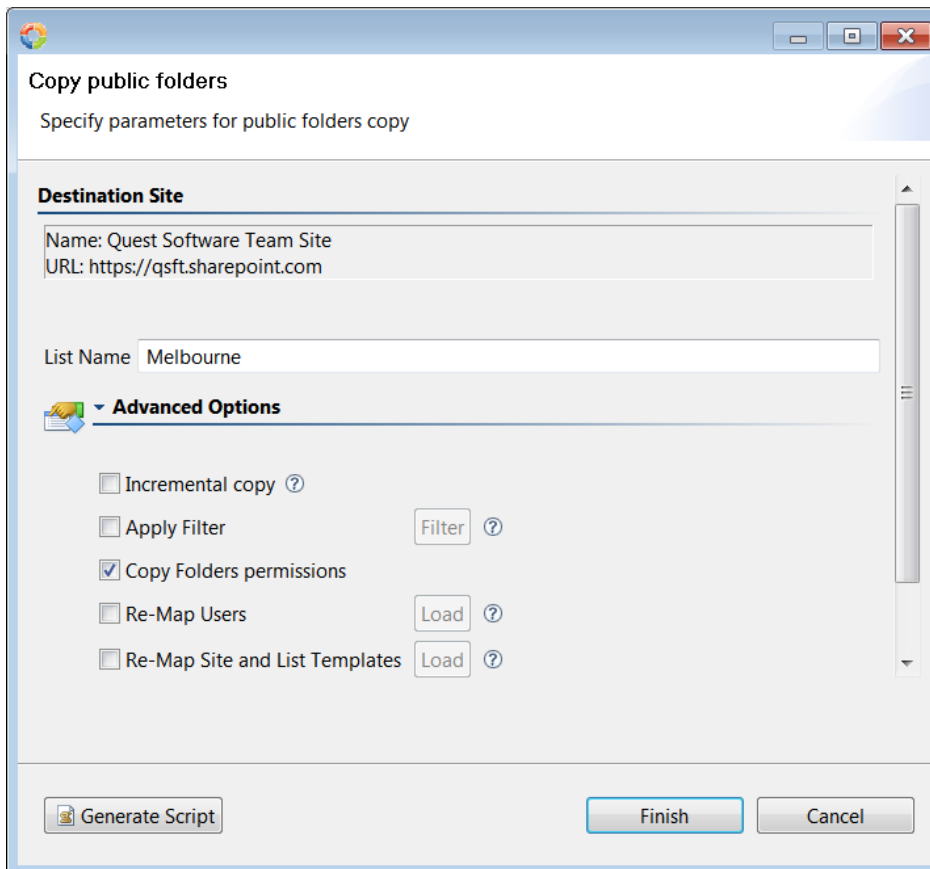 Copy public folders
Specify parameters for public folders copy
Destination Site
Name: Quest Software Team Site
URL: https://qsft.sharepoint.com
List Name Melbourne
Advanced Options
Incremental copy ?
Apply Filter Filter ?
Copy Folders permissions
Re-Map Users Load ?
Re-Map Site and List Templates Load ?
Generate Script Finish Cancel